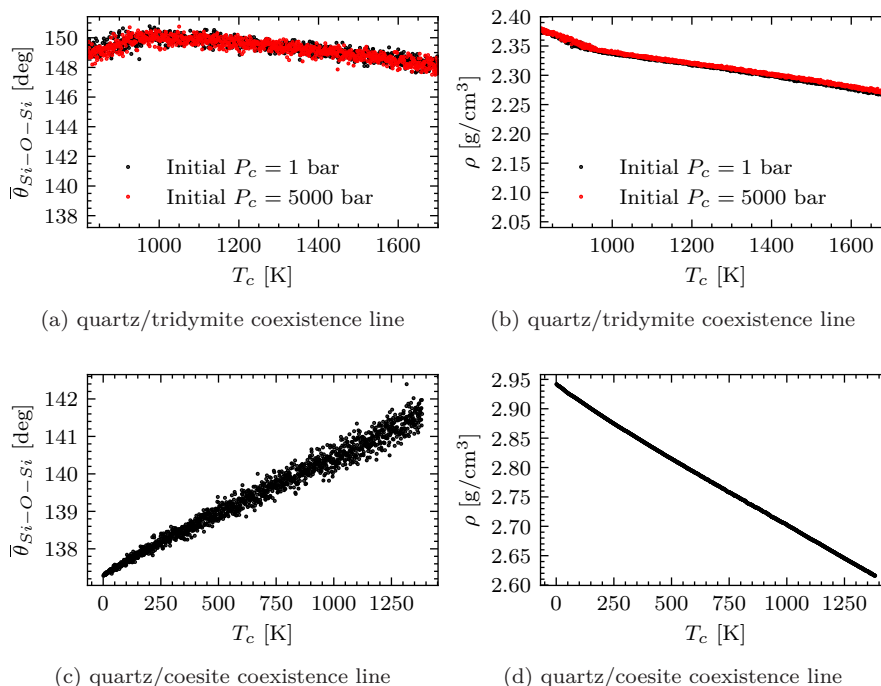 150
148
146
144
142
140
138
θ̅Si−O−Si [deg]
Initial Pc = 1 bar
Initial Pc = 5000 bar
1000 1200 1400 1600
Tc [K]
(a) quartz/tridymite coexistence line
2.40
2.35
2.30
2.25
2.20
2.15
2.10
2.05
ρ [g/cm³]
Initial Pc = 1 bar
Initial Pc = 5000 bar
1000 1200 1400 1600
Tc [K]
(b) quartz/tridymite coexistence line
142
141
140
139
138
θ̅Si−O−Si [deg]
0 250 500 750 1000 1250
Tc [K]
(c) quartz/coesite coexistence line
2.95
2.90
2.85
2.80
2.75
2.70
2.65
2.60
ρ [g/cm³]
0 250 500 750 1000 1250
Tc [K]
(d) quartz/coesite coexistence line